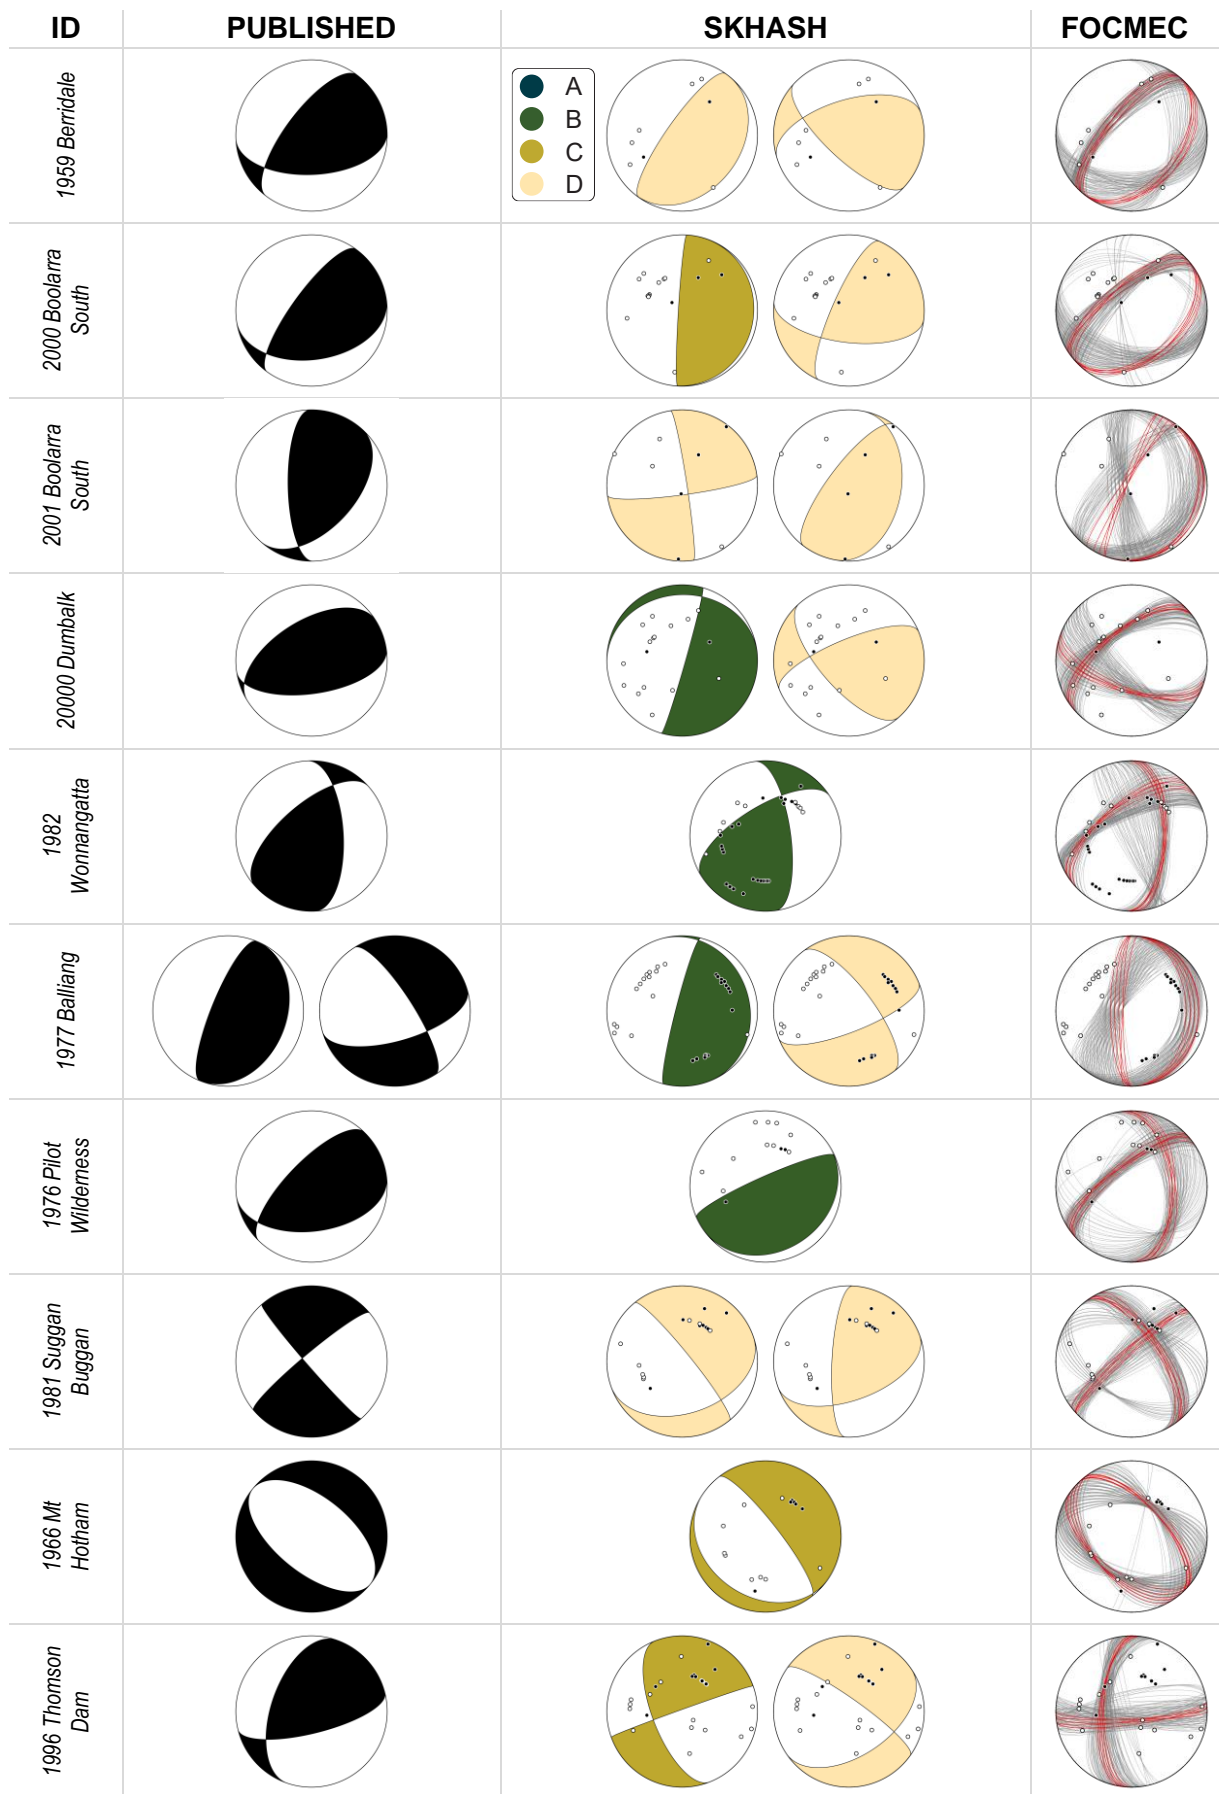 ID PUBLISHED SKHASH FOCMEC
1959 Berridale
A
B
C
D
2000 Boolarra
South
2001 Boolarra
South
20000 Dumbalk
1982
Wonnangatta
1977 Balliang
1976 Pilot
Wilderness
1981 Suggan
Buggan
1966 Mt
Hotham
1996 Thomson
Dam